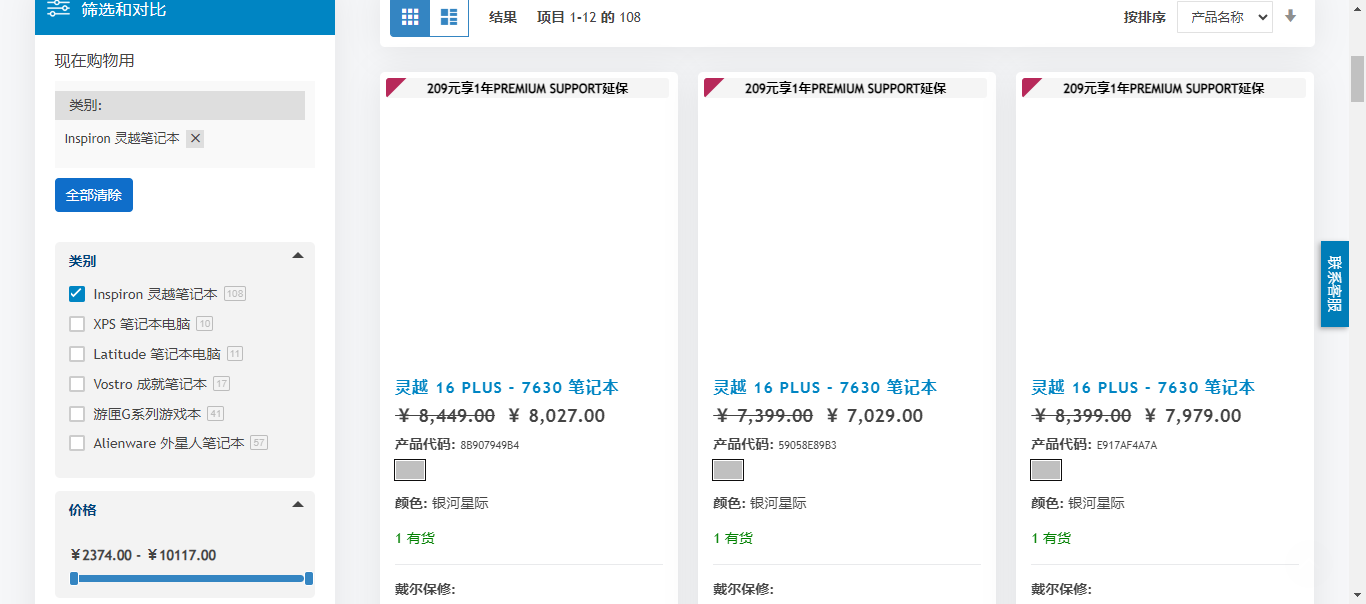 筛选和对比
现在购物用
类别:
Inspiron 灵越笔记本
全部清除
类别
Inspiron 灵越笔记本 108
XPS 笔记本电脑 10
Latitude 笔记本电脑 11
Vostro 成就笔记本 17
游匣G系列游戏本 41
Alienware 外星人笔记本 57
价格
￥2374.00 - ￥10117.00
结果 项目 1-12 的 108
按排序 产品名称
209元享1年PREMIUM SUPPORT延保
灵越 16 PLUS - 7630 笔记本
￥ 8,449.00 ￥ 8,027.00
产品代码: 8B907949B4
颜色: 银河星际
1 有货
戴尔保修:
209元享1年PREMIUM SUPPORT延保
灵越 16 PLUS - 7630 笔记本
￥ 7,399.00 ￥ 7,029.00
产品代码: 59058E89B3
颜色: 银河星际
1 有货
戴尔保修:
209元享1年PREMIUM SUPPORT延保
灵越 16 PLUS - 7630 笔记本
￥ 8,399.00 ￥ 7,979.00
产品代码: E917AF4A7A
颜色: 银河星际
1 有货
戴尔保修:
联系客服